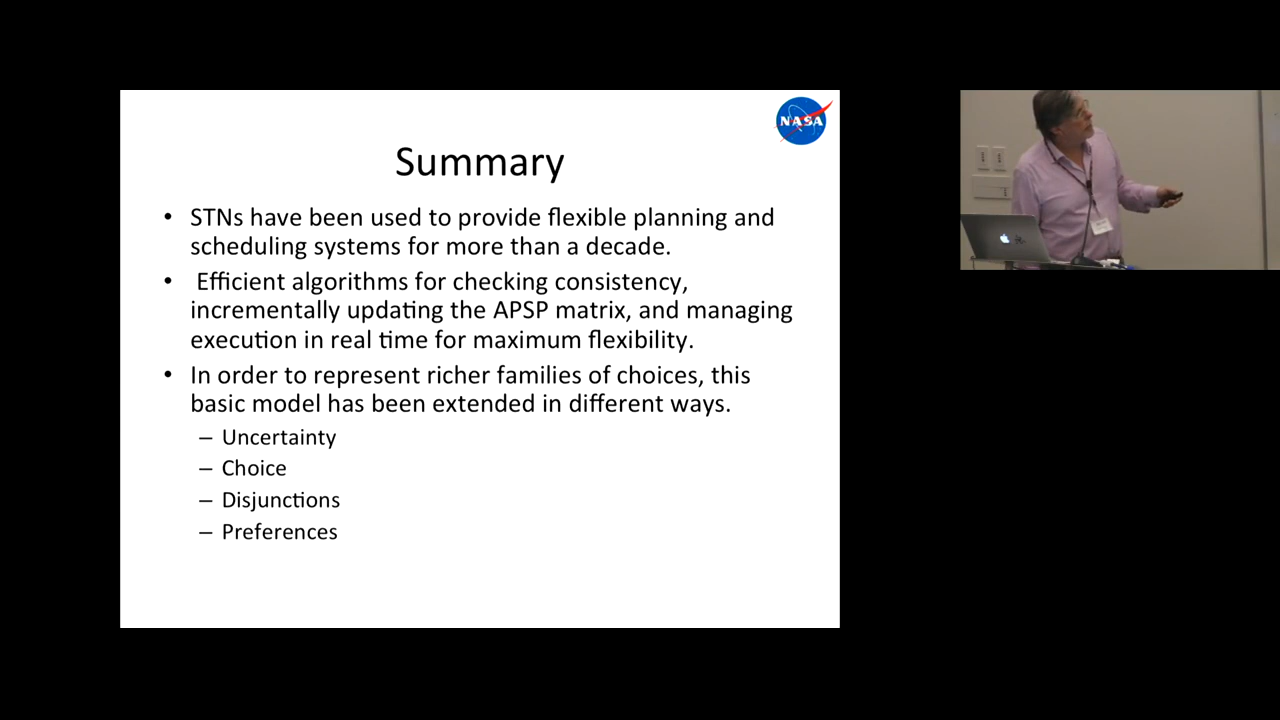 NASA
Summary
• STNs have been used to provide flexible planning and
scheduling systems for more than a decade.
• Efficient algorithms for checking consistency,
incrementally updating the APSP matrix, and managing
execution in real time for maximum flexibility.
• In order to represent richer families of choices, this
basic model has been extended in different ways.
– Uncertainty
– Choice
– Disjunctions
– Preferences